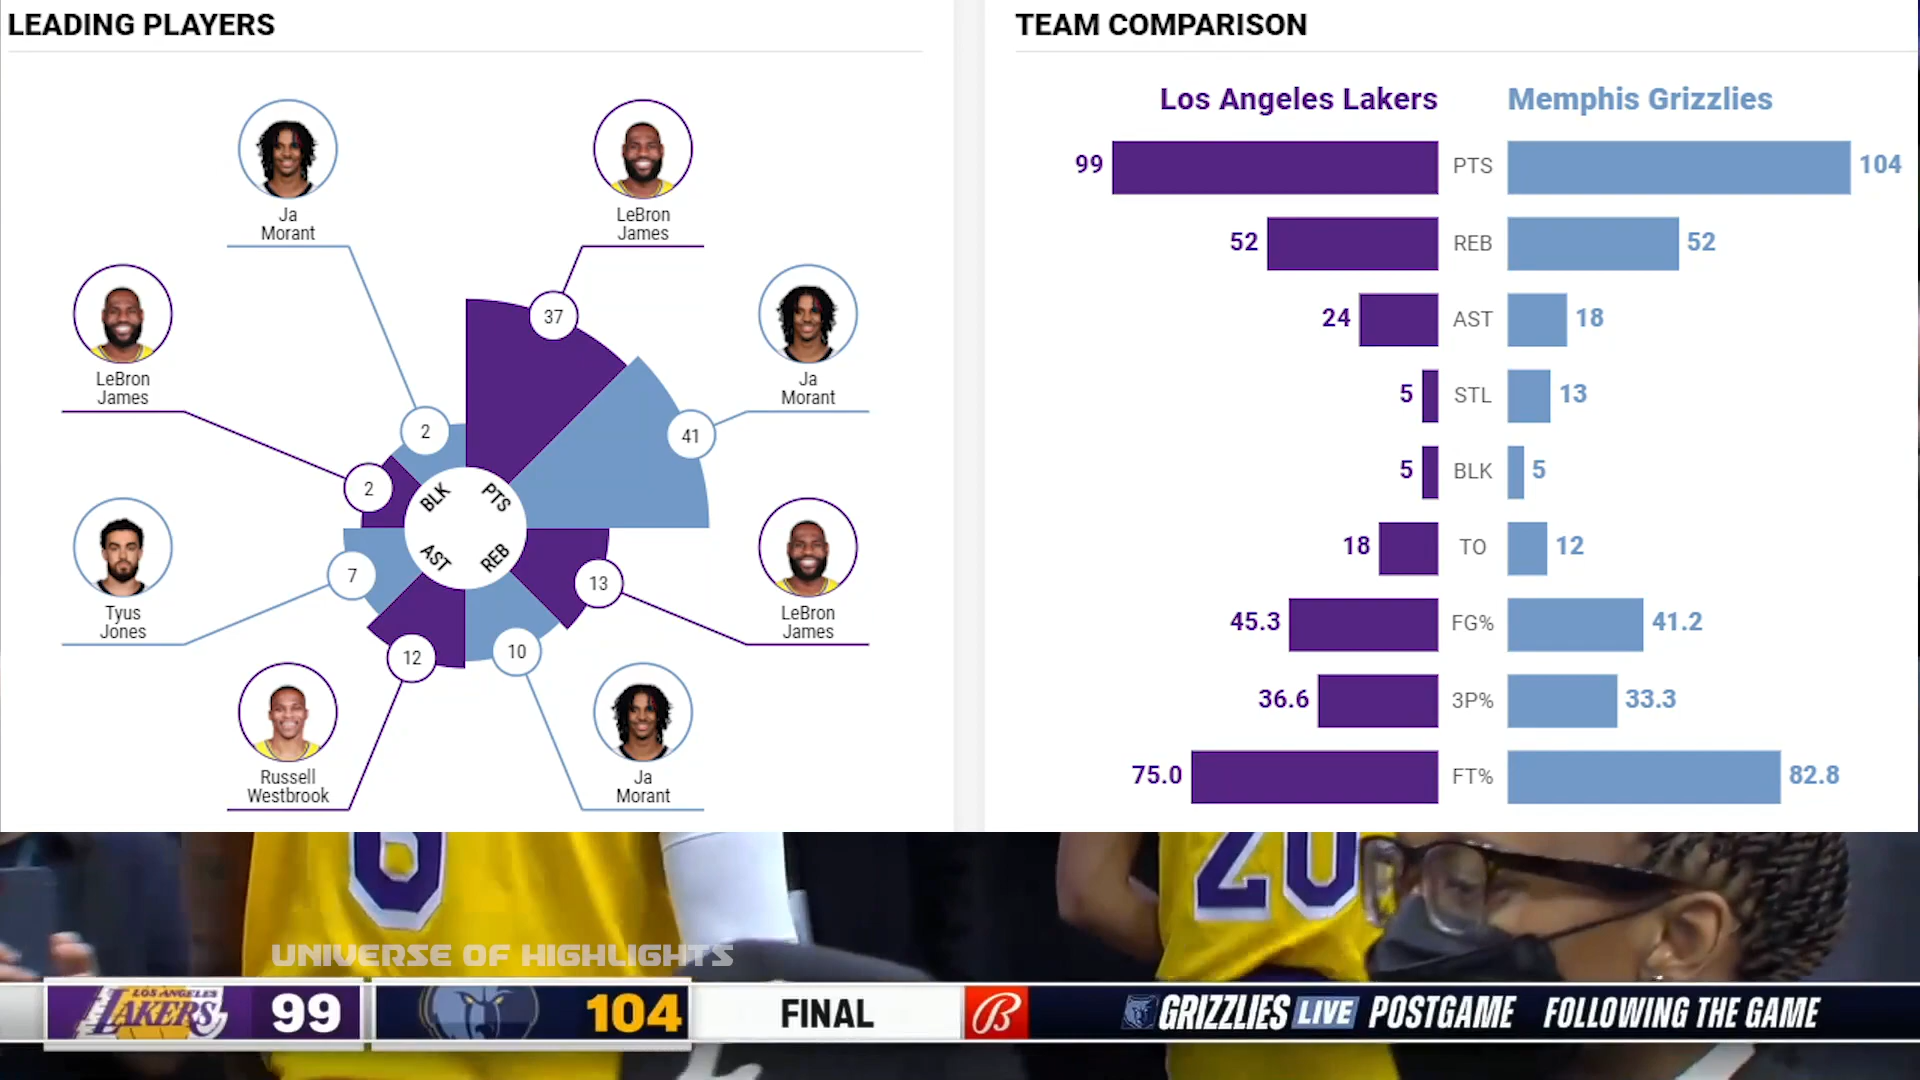 LEADING PLAYERS
Ja
Morant
LeBron
James
LeBron
James
Ja
Morant
37
41
2
2
BLK
PTS
AST
REB
7
13
12
10
Tyus
Jones
LeBron
James
Russell
Westbrook
Ja
Morant
TEAM COMPARISON
Los Angeles Lakers Memphis Grizzlies
99 PTS 104
52 REB 52
24 AST 18
5 STL 13
5 BLK 5
18 TO 12
45.3 FG% 41.2
36.6 3P% 33.3
75.0 FT% 82.8
6
20
UNIVERSE OF HIGHLIGHTS
LOS ANGELES
LAKERS 99 104 FINAL B GRIZZLIES LIVE POSTGAME FOLLOWING THE GAME